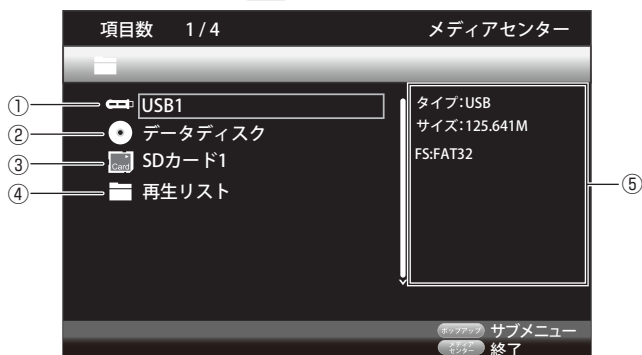 項目数 1/4 メディアセンター
① USB1
② データディスク
③ Card SDカード1
④ 再生リスト
タイプ:USB
サイズ:125.641M
FS:FAT32
⑤
ポップアップ サブメニュー
メディアセンター 終了